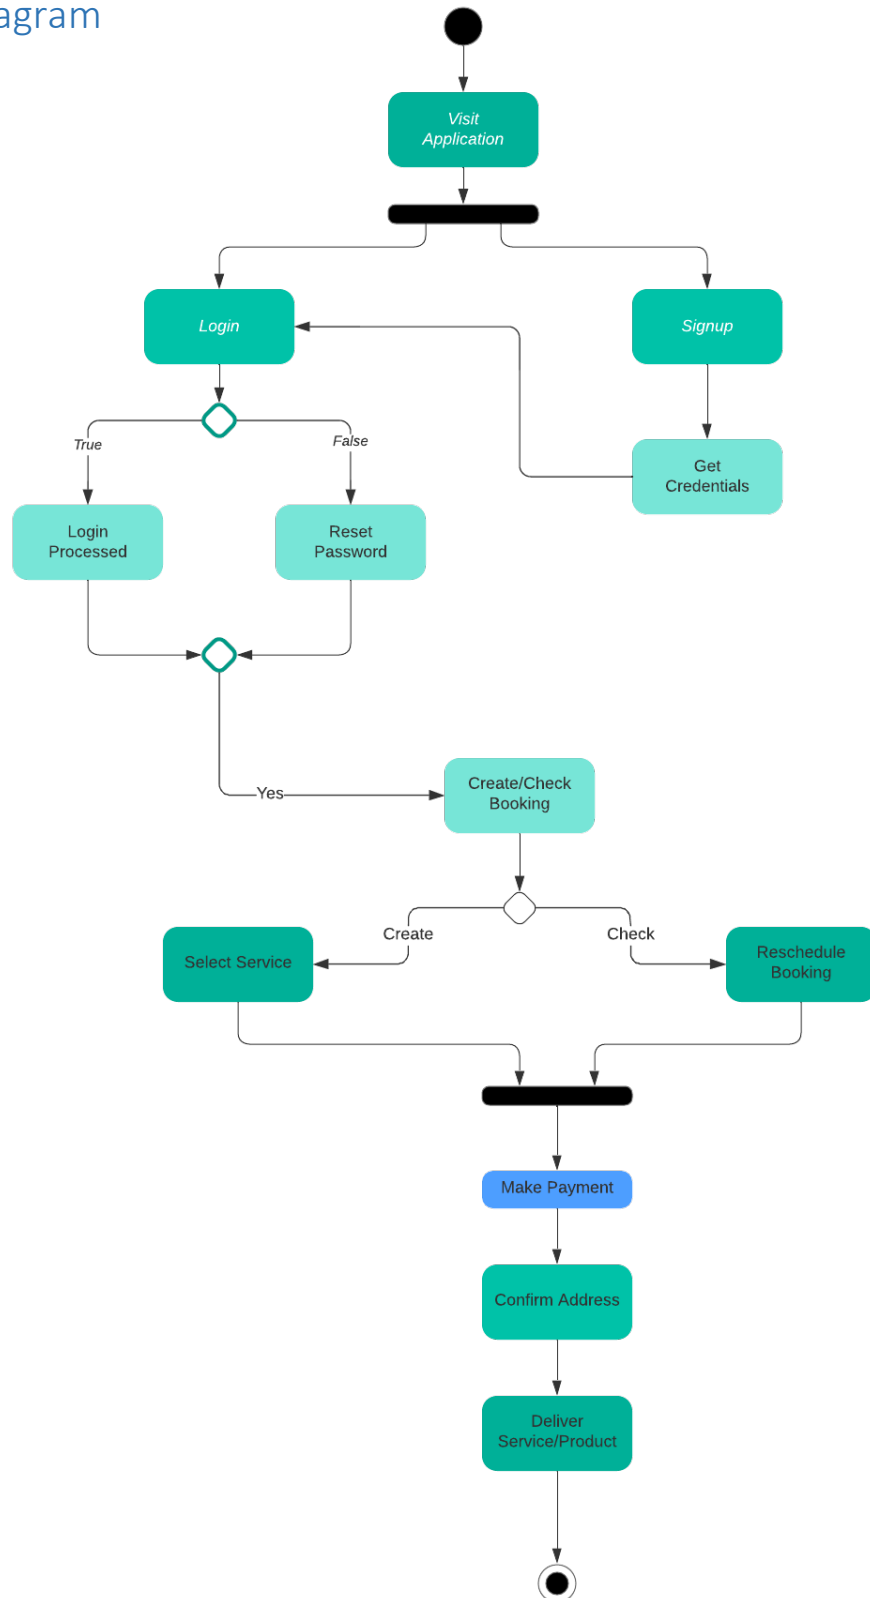 agram
Visit
Application
Login
Signup
True
False
Get
Credentials
Login
Processed
Reset
Password
Yes
Create/Check
Booking
Create
Check
Select Service
Reschedule
Booking
Make Payment
Confirm Address
Deliver
Service/Product